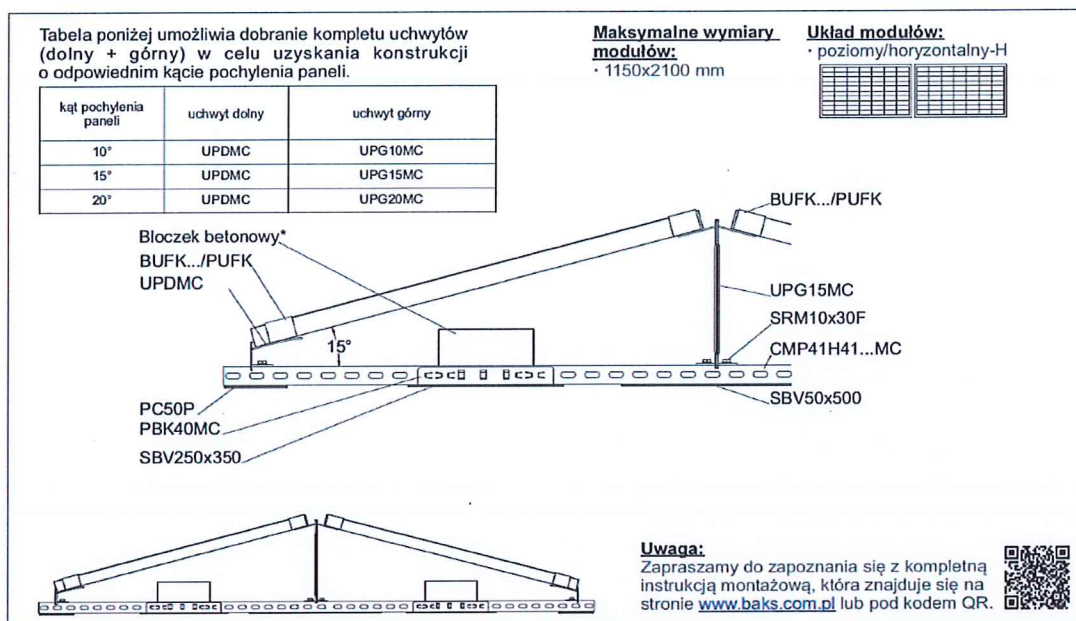 Tabela poniżej umożliwia dobranie kompletu uchwytów
(dolny + górny) w celu uzyskania konstrukcji
o odpowiednim kącie pochylenia paneli.
Maksymalne wymiary
modułów:
· 1150x2100 mm
Układ modułów:
· poziomy/horyzontalny-H
kąt pochylenia
paneli
uchwyt dolny
uchwyt górny
10° UPDMC UPG10MC
15° UPDMC UPG15MC
20° UPDMC UPG20MC
Bloczek betonowy*
BUFK.../PUFK
UPDMC
15°
BUFK.../PUFK
UPG15MC
SRM10x30F
CMP41H41...MC
SBV50x500
PC50P
PBK40MC
SBV250x350
Uwaga:
Zapraszamy do zapoznania się z kompletną
instrukcją montażową, która znajduje się na
stronie www.baks.com.pl lub pod kodem QR.